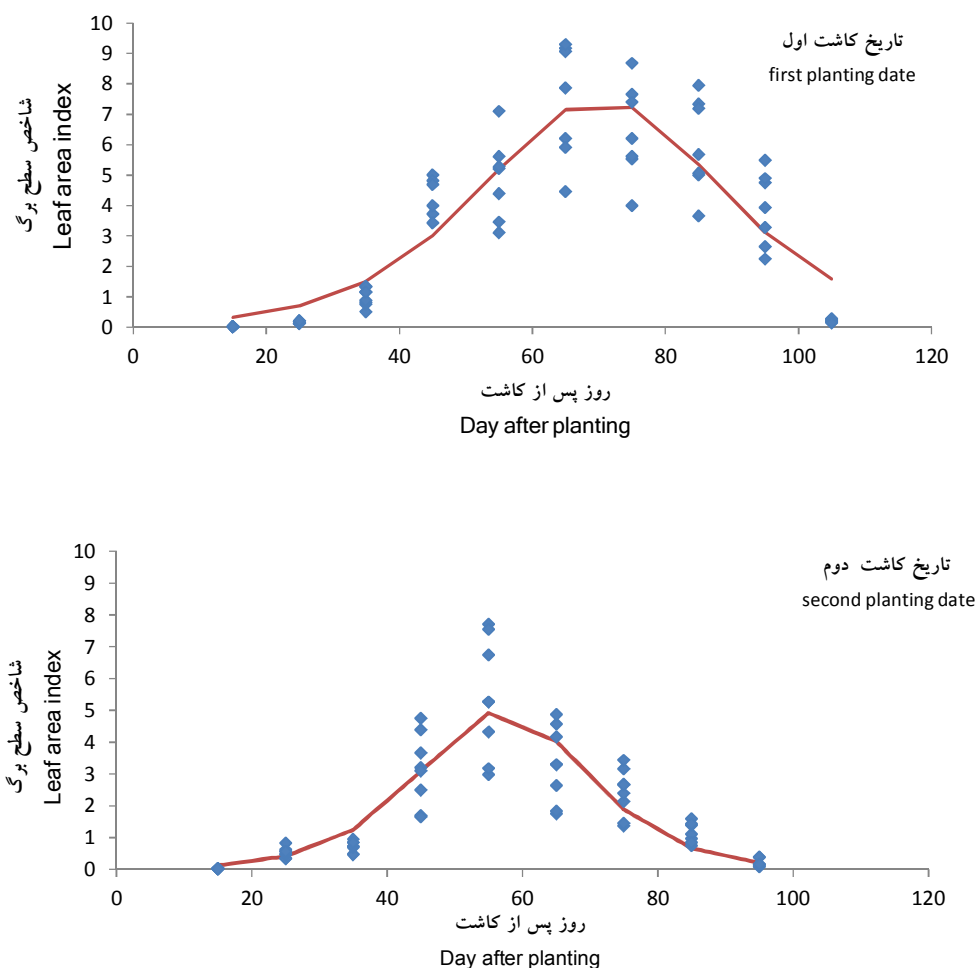 تاریخ کاشت اول
first planting date
شاخص سطح برگ
Leaf area index
10
9
8
7
6
5
4
3
2
1
0
0 20 40 60 80 100 120
روز پس از کاشت
Day after planting
تاریخ کاشت دوم
second planting date
شاخص سطح برگ
Leaf area index
10
9
8
7
6
5
4
3
2
1
0
0 20 40 60 80 100 120
روز پس از کاشت
Day after planting